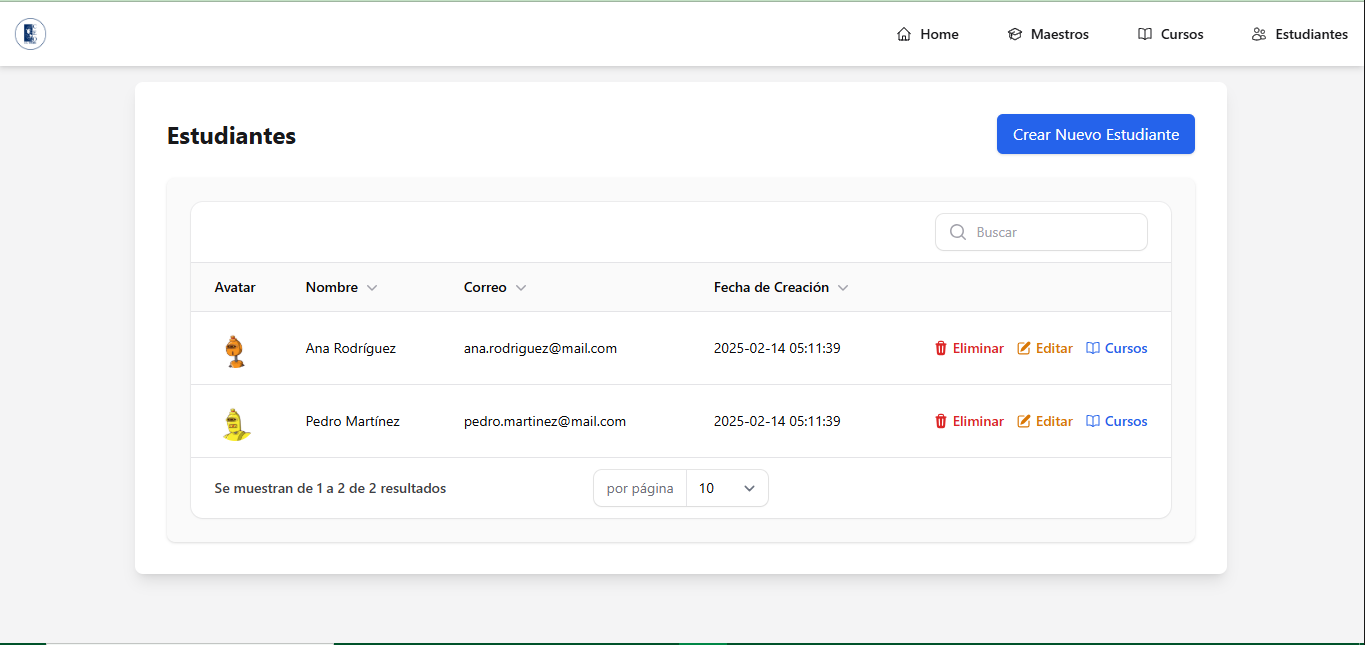 Home Maestros Cursos Estudiantes
Estudiantes
Crear Nuevo Estudiante
Buscar
Avatar Nombre Correo Fecha de Creación
Ana Rodríguez ana.rodriguez@mail.com 2025-02-14 05:11:39 Eliminar Editar Cursos
Pedro Martínez pedro.martinez@mail.com 2025-02-14 05:11:39 Eliminar Editar Cursos
Se muestran de 1 a 2 de 2 resultados por página 10